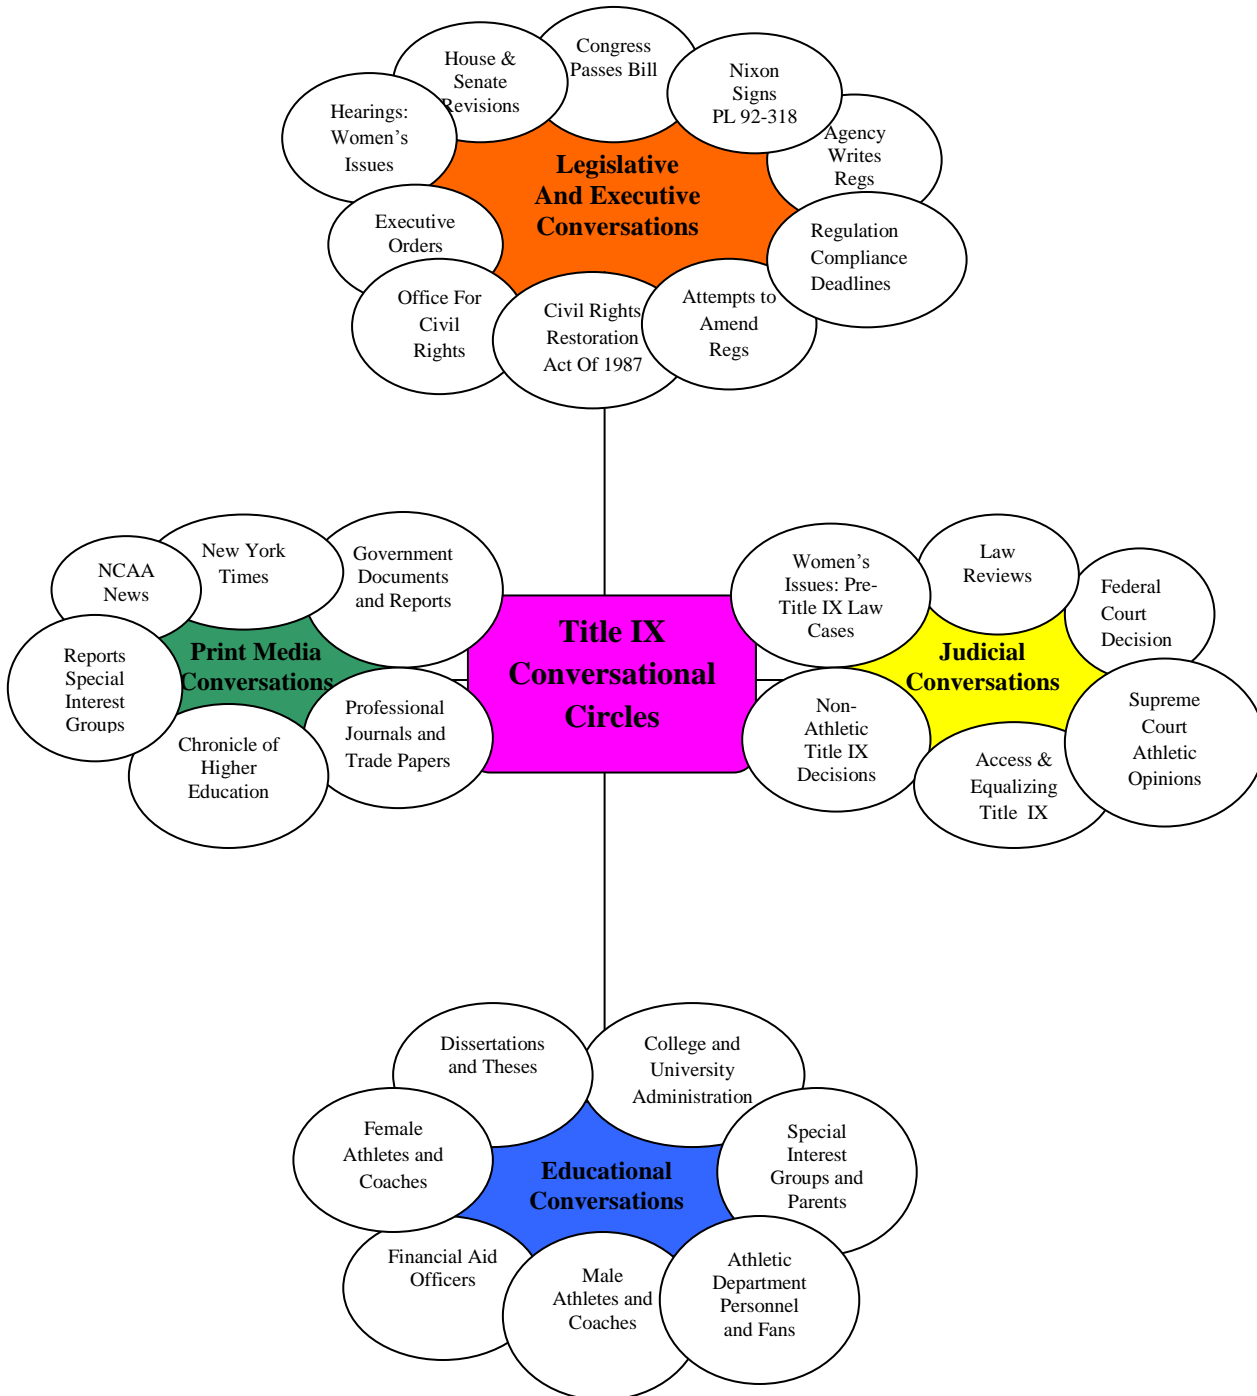 Congress
Passes Bill
House &
Senate
Revisions
Nixon
Signs
PL 92-318
Hearings:
Women's
Issues
Agency
Writes
Regs
Legislative
And Executive
Conversations
Executive
Orders
Regulation
Compliance
Deadlines
Office For
Civil
Rights
Civil Rights
Restoration
Act Of 1987
Attempts to
Amend
Regs
New York
Times
Government
Documents
and Reports
NCAA
News
Print Media
Conversations
Reports
Special
Interest
Groups
Chronicle of
Higher
Education
Professional
Journals and
Trade Papers
Title IX
Conversational
Circles
Women's
Issues: Pre-
Title IX Law
Cases
Law
Reviews
Federal
Court
Decision
Judicial
Conversations
Non-
Athletic
Title IX
Decisions
Access &
Equalizing
Title IX
Supreme
Court
Athletic
Opinions
Dissertations
and Theses
College and
University
Administration
Female
Athletes and
Coaches
Special
Interest
Groups and
Parents
Educational
Conversations
Financial Aid
Officers
Male
Athletes and
Coaches
Athletic
Department
Personnel
and Fans